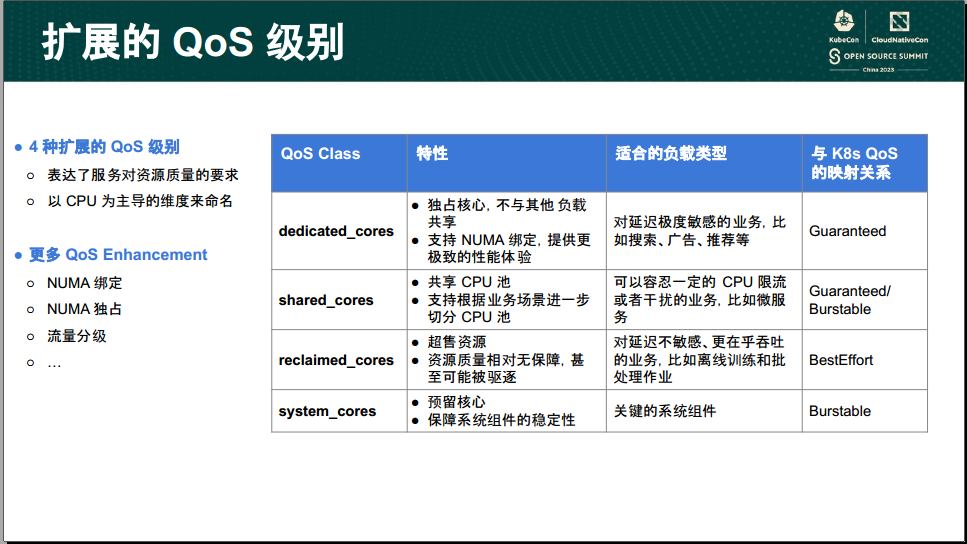 扩展的 QoS 级别
KubeCon
CloudNativeCon
OPEN SOURCE SUMMIT
China 2023
● 4 种扩展的 QoS 级别
○ 表达了服务对资源质量的要求
○ 以 CPU 为主导的维度来命名
● 更多 QoS Enhancement
○ NUMA 绑定
○ NUMA 独占
○ 流量分级
○ …
QoS Class
特性
适合的负载类型
与 K8s QoS
的映射关系
dedicated_cores
● 独占核心，不与其他 负载
共享
● 支持 NUMA 绑定，提供更
极致的性能体验
对延迟极度敏感的业务，比
如搜索、广告、推荐等
Guaranteed
shared_cores
● 共享 CPU 池
● 支持根据业务场景进一步
切分 CPU 池
可以容忍一定的 CPU 限流
或者干扰的业务，比如微服
务
Guaranteed/
Burstable
reclaimed_cores
● 超售资源
● 资源质量相对无保障，甚
至可能被驱逐
对延迟不敏感、更在乎吞吐
的业务，比如离线训练和批
处理作业
BestEffort
system_cores
● 预留核心
● 保障系统组件的稳定性
关键的系统组件
Burstable